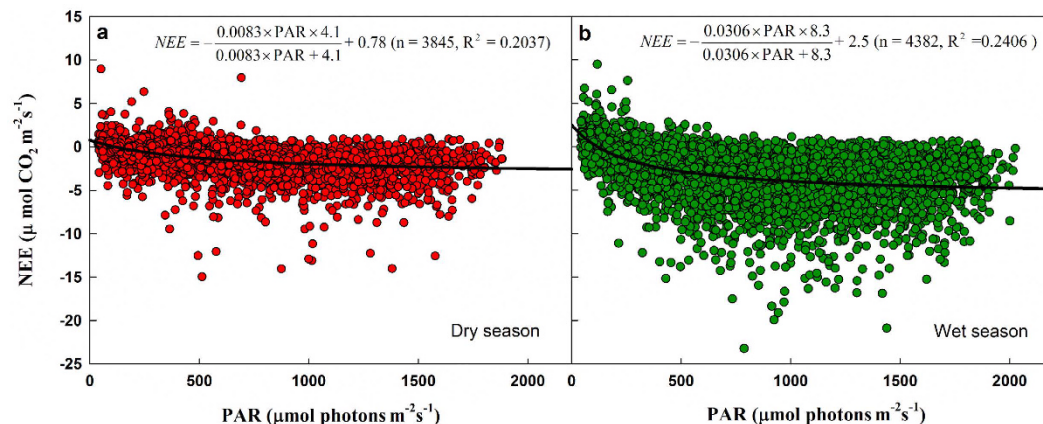 a
NEE = − 0.0083×PAR×4.1 / 0.0083×PAR+4.1 + 0.78 (n = 3845, R² = 0.2037)
b
NEE = − 0.0306×PAR×8.3 / 0.0306×PAR+8.3 + 2.5 (n = 4382, R² =0.2406 )
NEE (μ mol CO₂ m⁻²s⁻¹)
15
10
5
0
-5
-10
-15
-20
-25
Dry season
Wet season
0 500 1000 1500 2000
0 500 1000 1500 2000
PAR (μmol photons m⁻²s⁻¹)
PAR (μmol photons m⁻²s⁻¹)